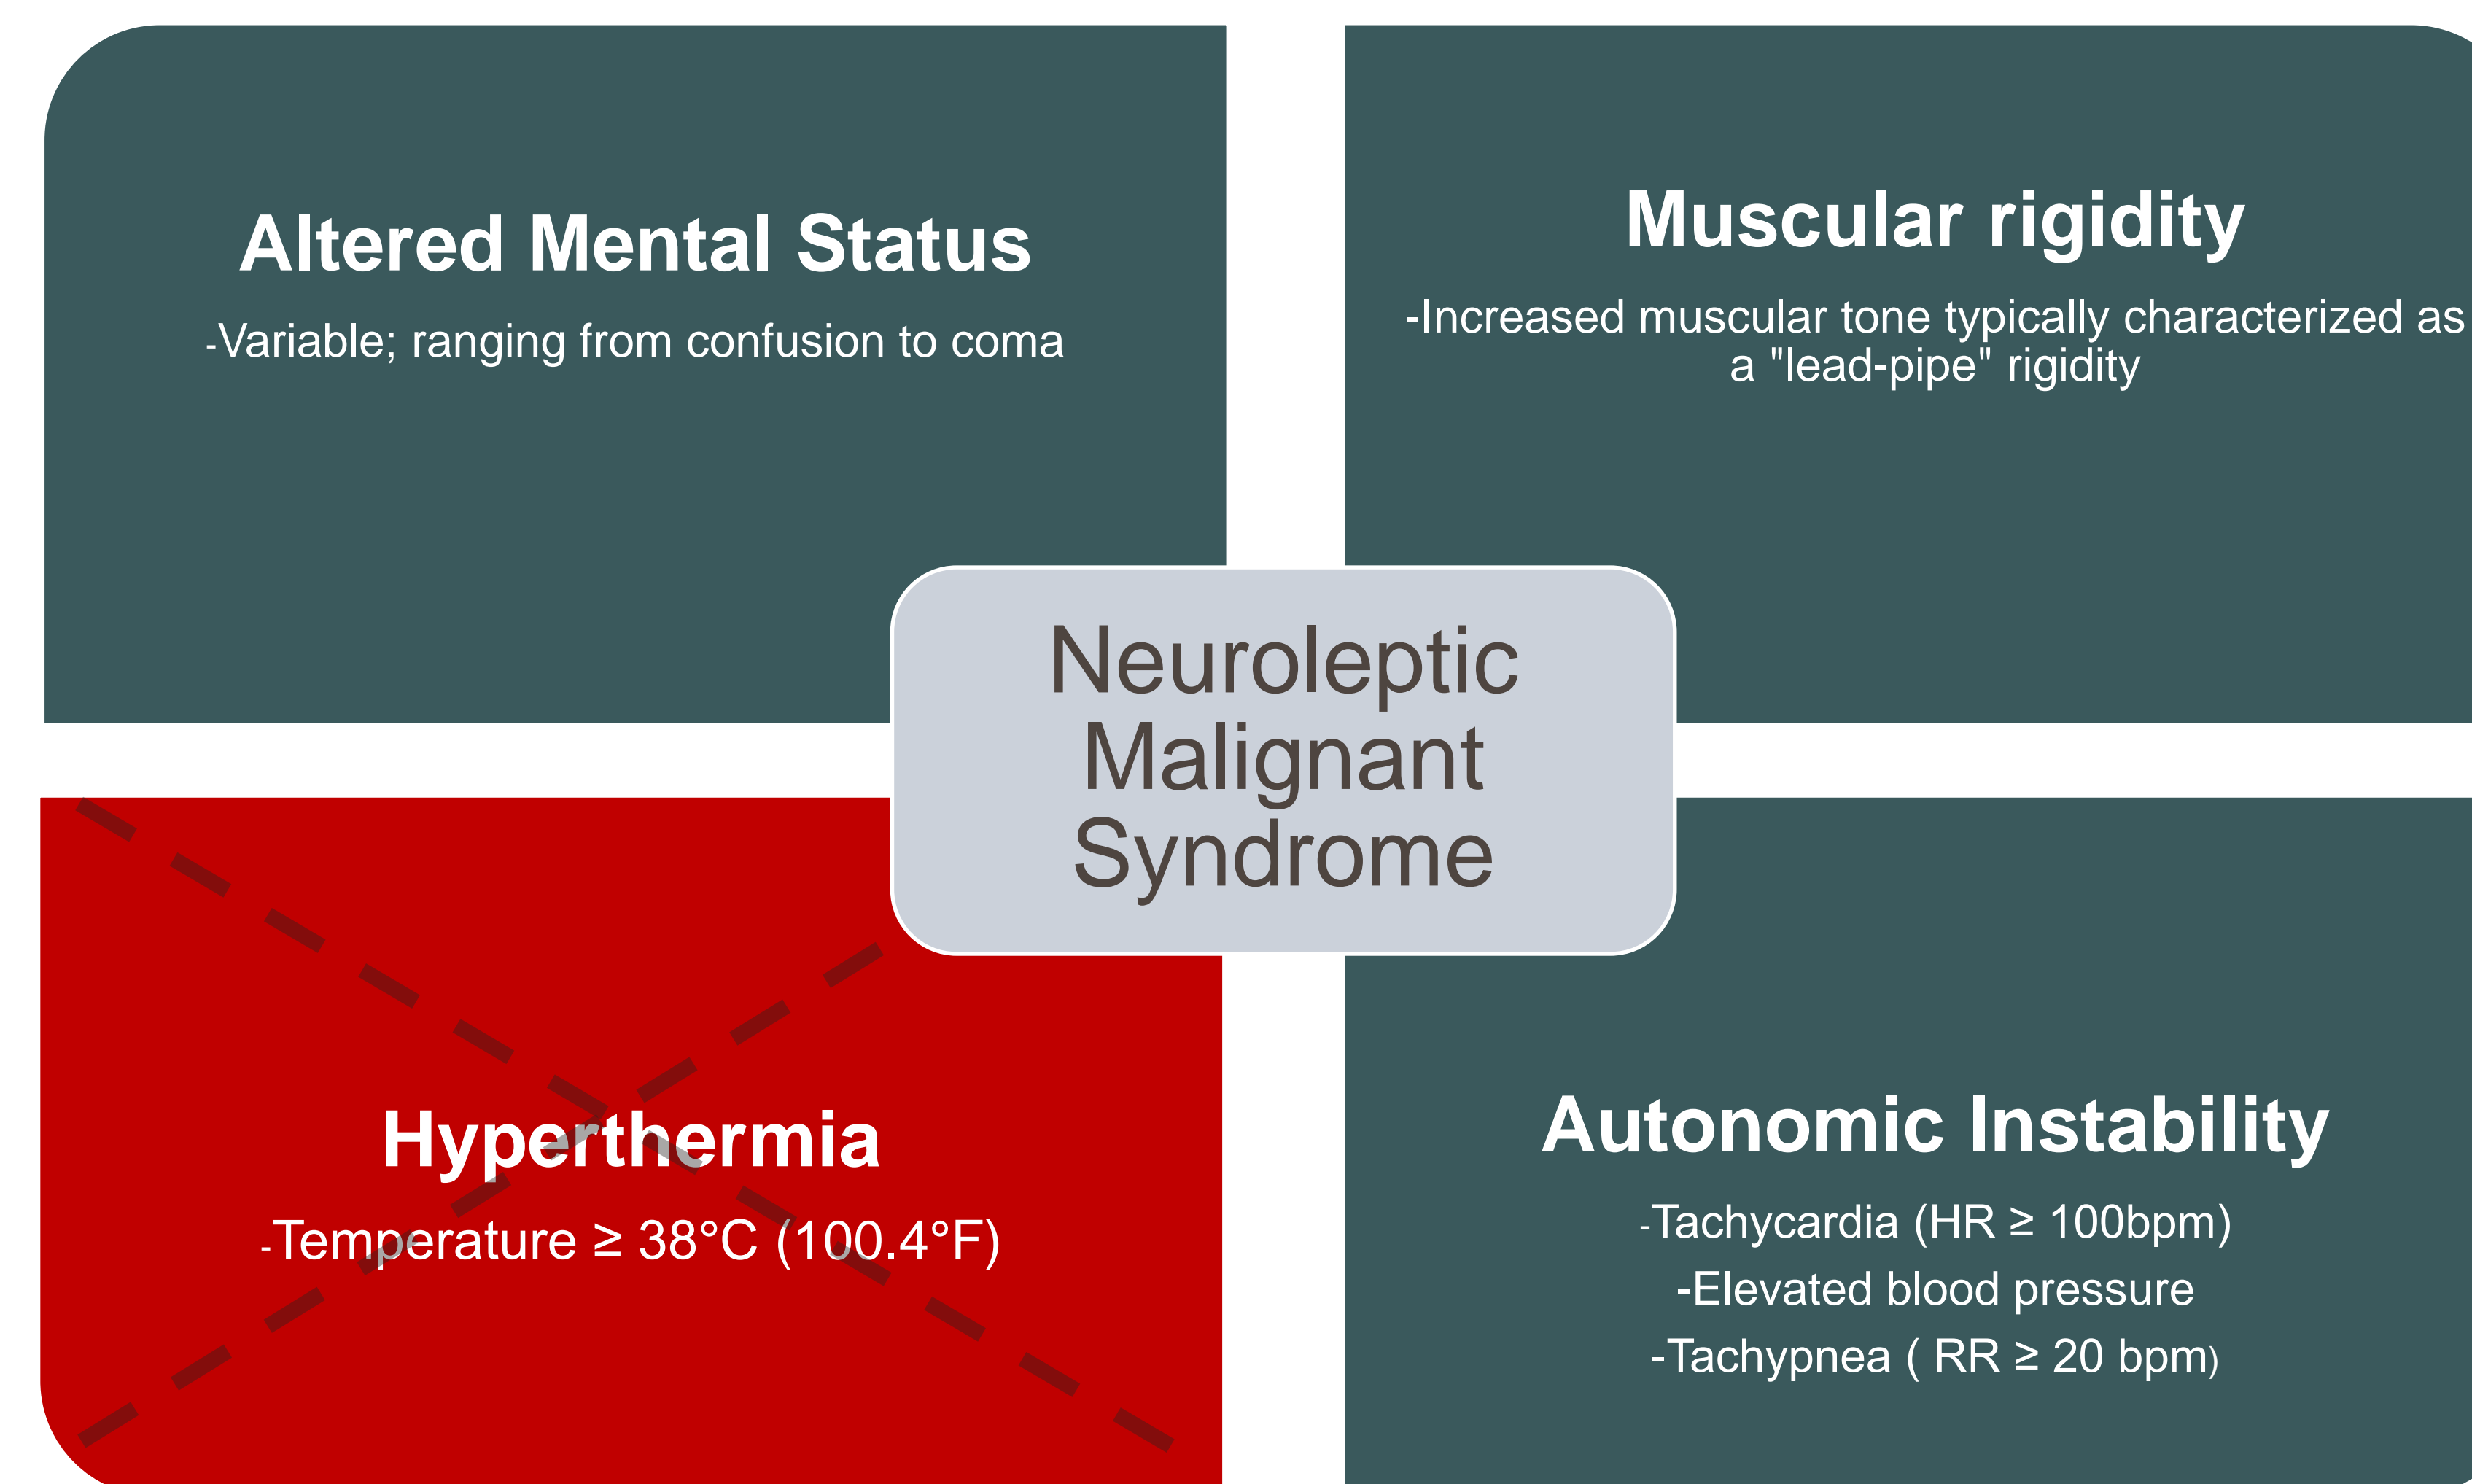 Altered Mental Status
-Variable; ranging from confusion to coma
Muscular rigidity
-Increased muscular tone typically characterized as
a "lead-pipe" rigidity
Neuroleptic
Malignant
Syndrome
Hyperthermia
-Temperature ≥ 38°C (100.4°F)
Autonomic Instability
-Tachycardia (HR ≥ 100bpm)
-Elevated blood pressure
-Tachypnea ( RR ≥ 20 bpm)